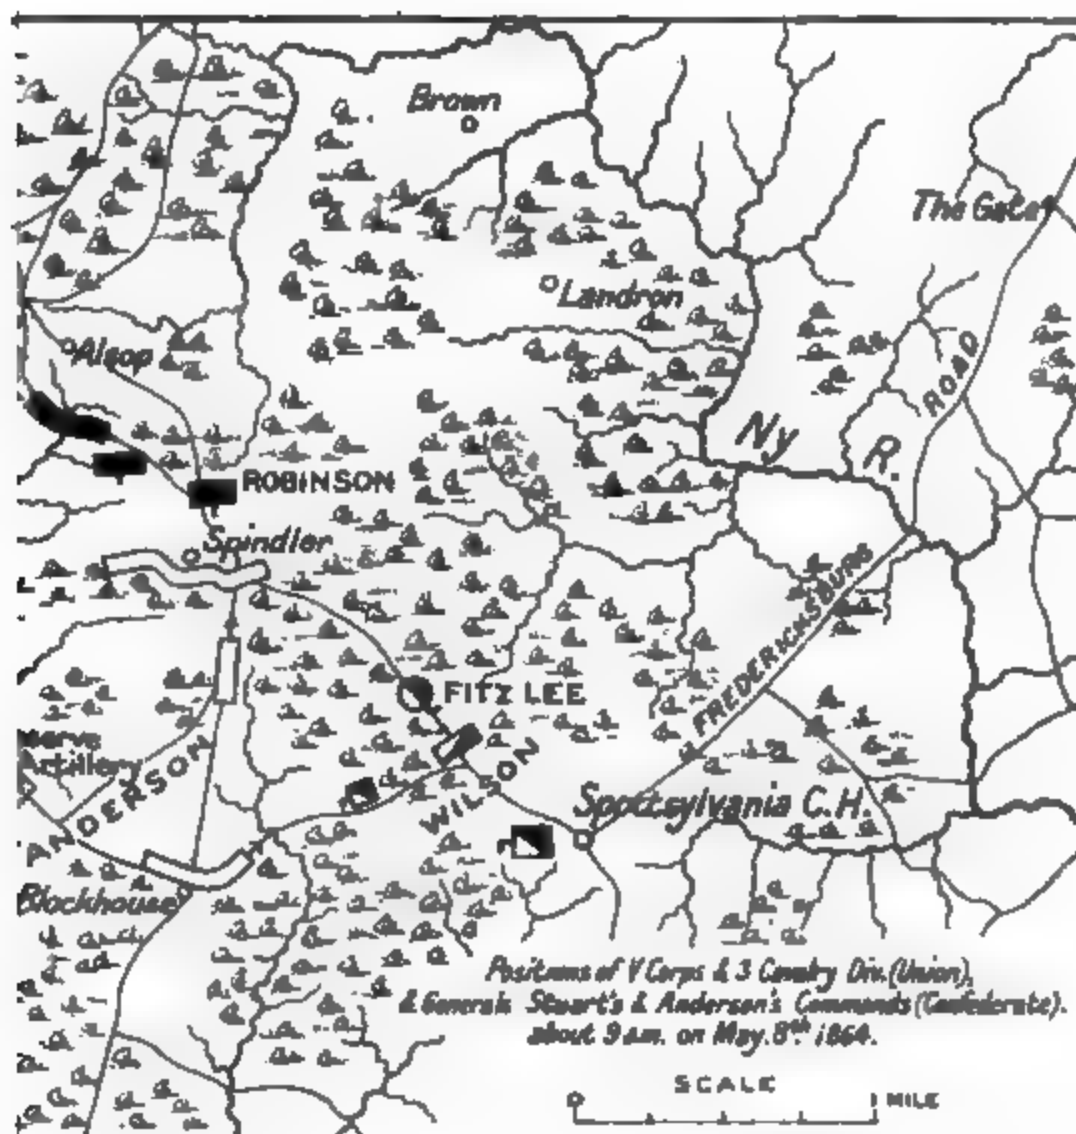 Brown
The Gate
Landron
Alsop
Ny R.
ROAD
ROBINSON
Spindler
FREDERICKSBURG
FITZ LEE
Artillery
ANDERSON
WILSON
Spottsylvania C.H.
Blockhouse
Positions of V Corps & 3 Cavalry Div. (Union),
& Generals Stuart's & Anderson's Commands (Confederate).
about 9 a.m. on May. 8th. 1864.
SCALE
0 1 MILE